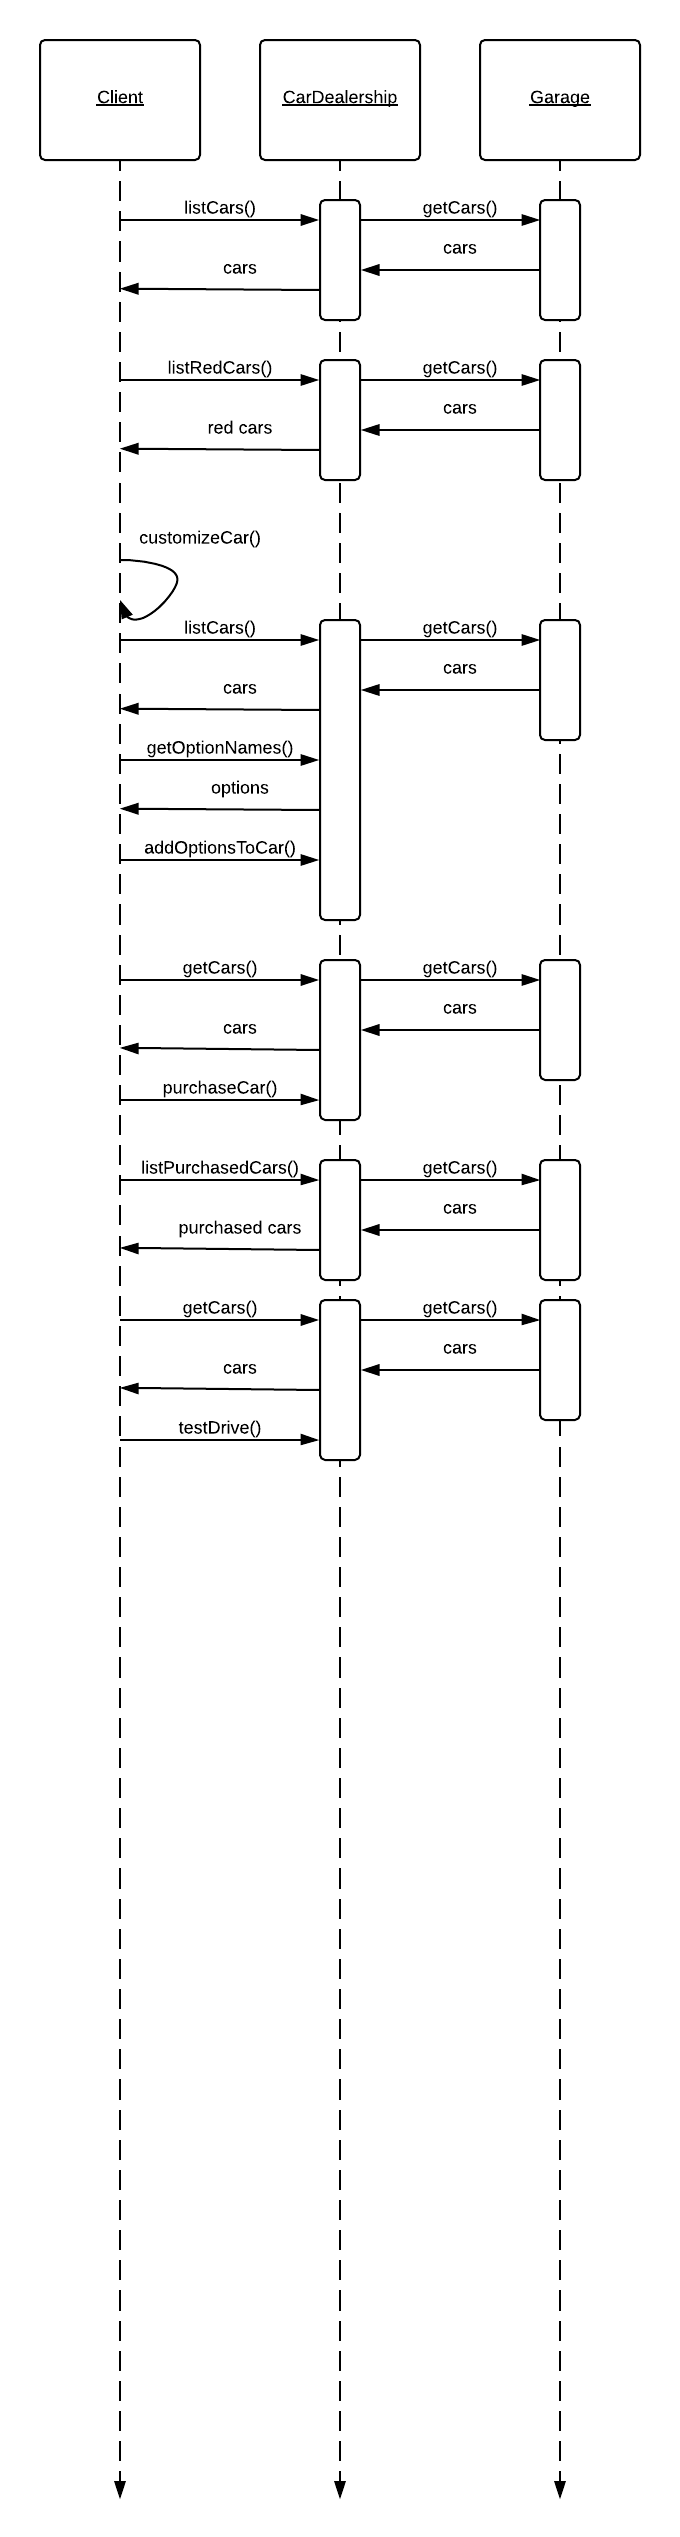 Client
CarDealership
Garage
listCars()
getCars()
cars
cars
listRedCars()
getCars()
cars
red cars
customizeCar()
listCars()
getCars()
cars
cars
getOptionNames()
options
addOptionsToCar()
getCars()
getCars()
cars
cars
purchaseCar()
listPurchasedCars()
getCars()
cars
purchased cars
getCars()
getCars()
cars
cars
testDrive()